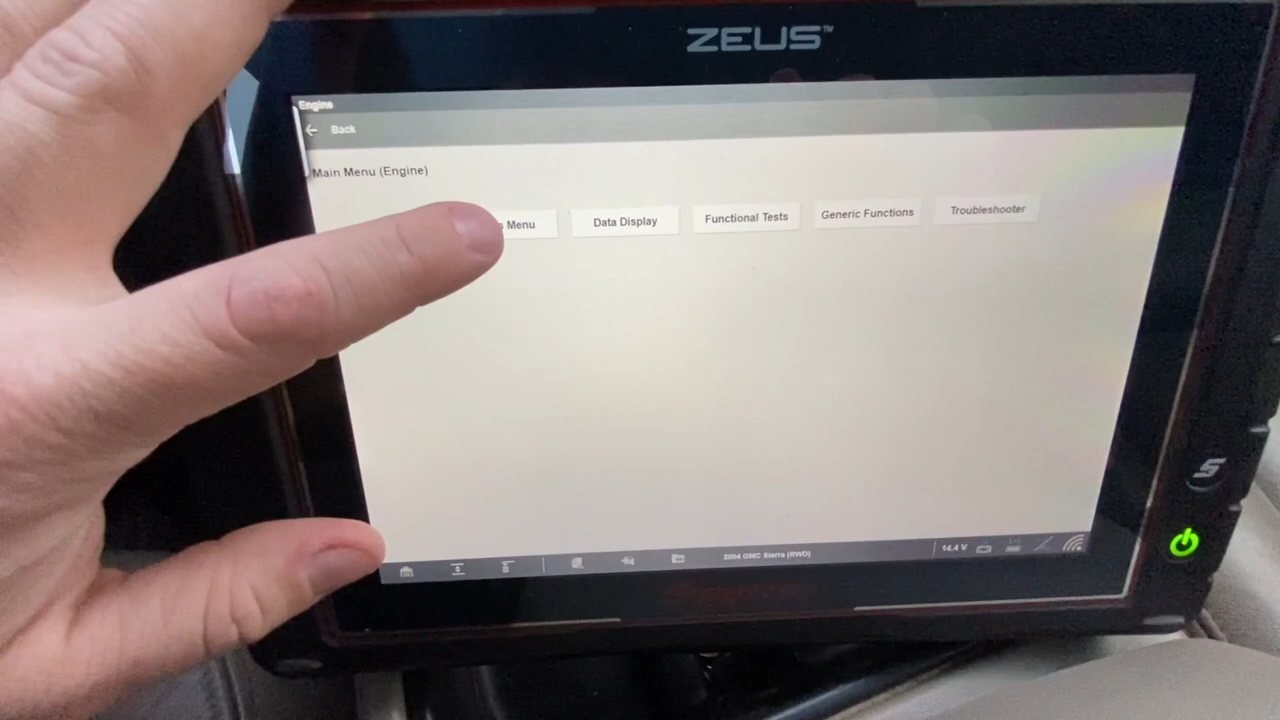 ZEUS™
Engine
Back
Main Menu (Engine)
Menu
Data Display
Functional Tests
Generic Functions
Troubleshooter
2004 GMC Sierra (RWD)
14.4 V